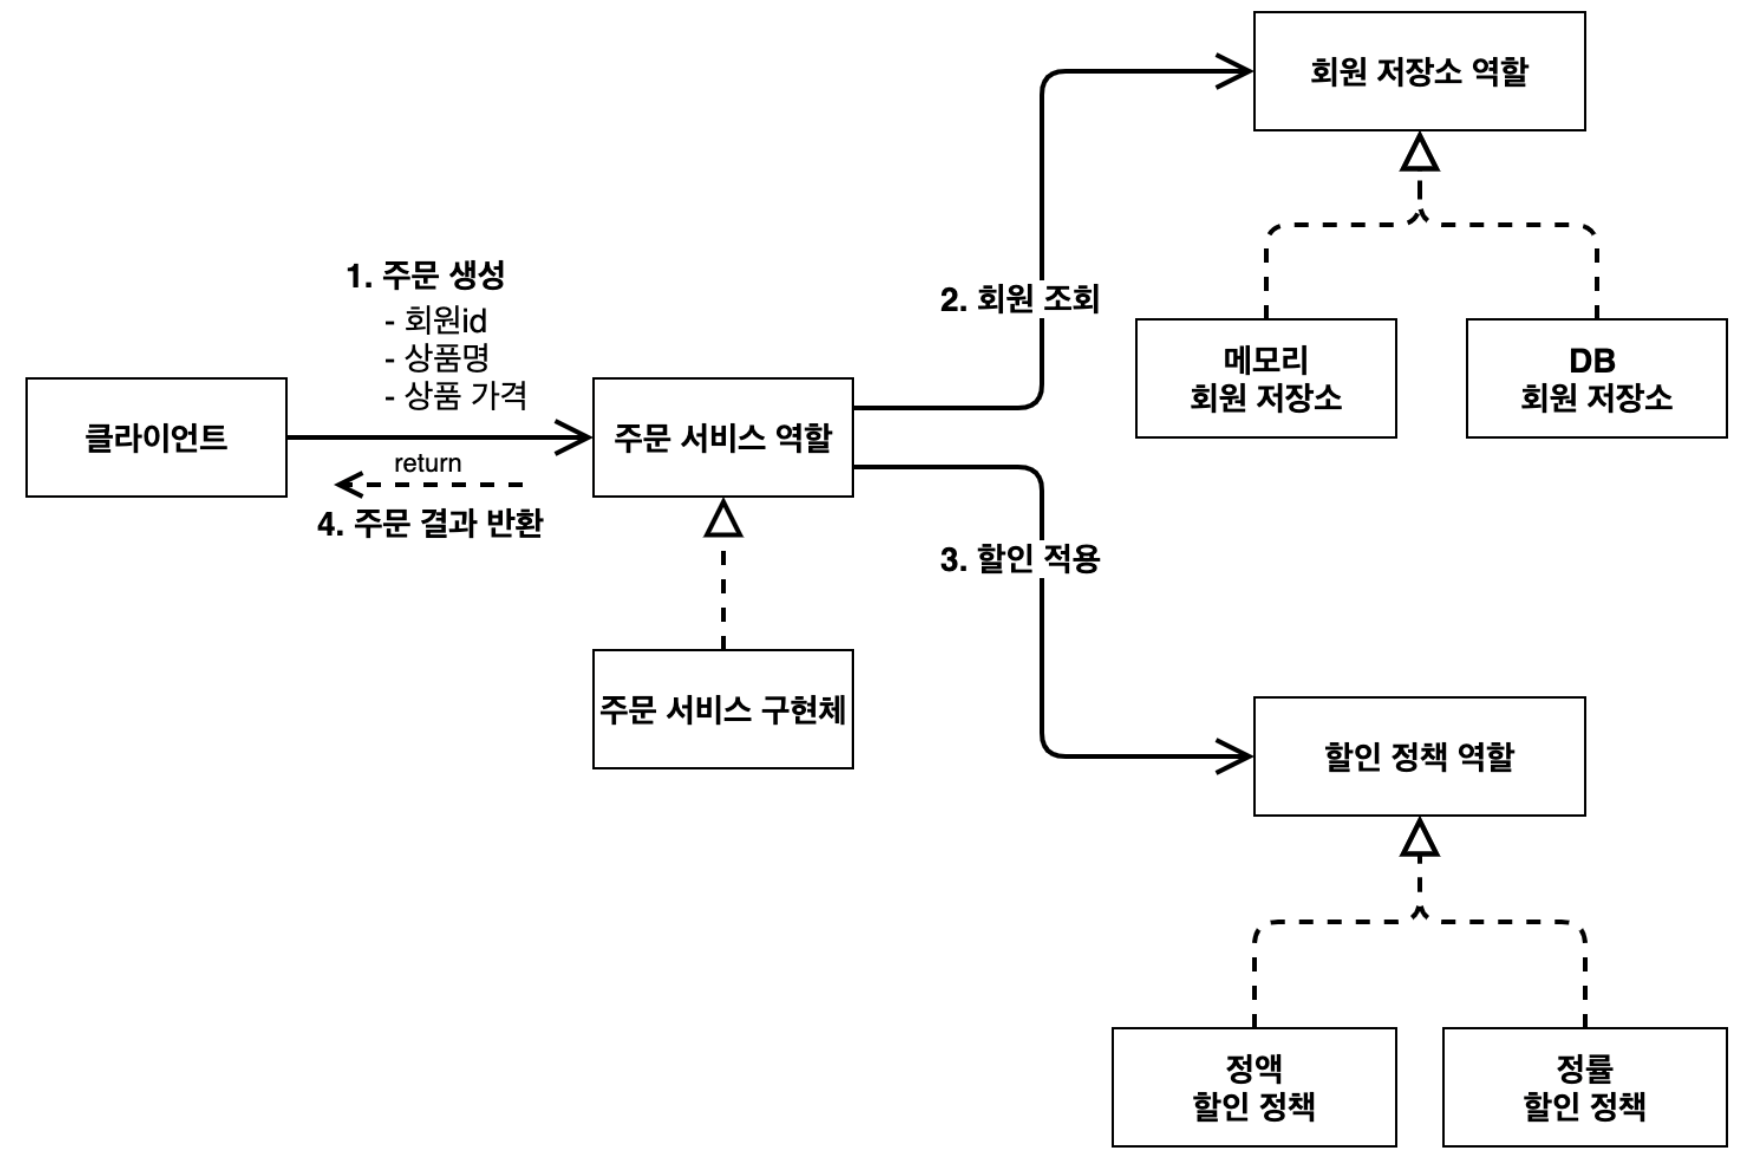 회원 저장소 역할
1. 주문 생성
- 회원id
- 상품명
- 상품 가격
2. 회원 조회
메모리
회원 저장소
DB
회원 저장소
클라이언트
주문 서비스 역할
return
4. 주문 결과 반환
3. 할인 적용
주문 서비스 구현체
할인 정책 역할
정액
할인 정책
정률
할인 정책